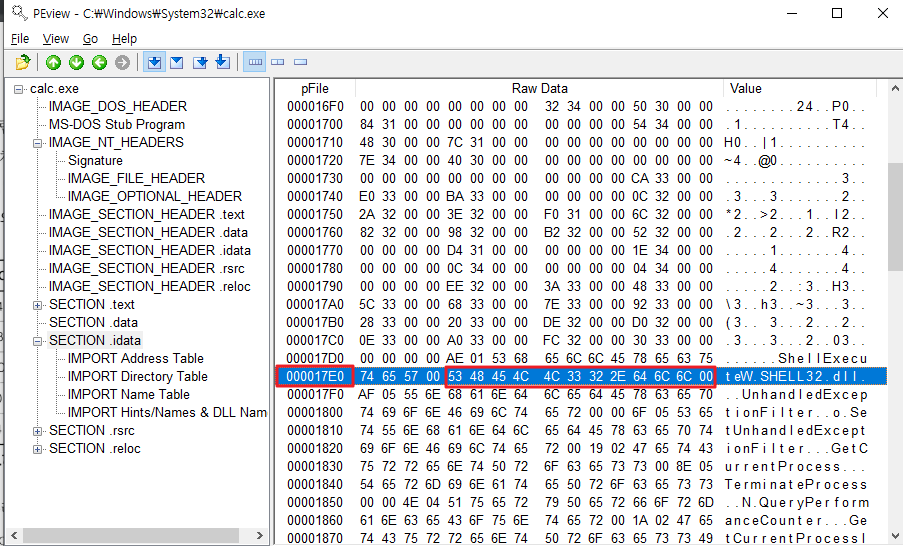 PEview - C:₩Windows₩System32₩calc.exe
File View Go Help
calc.exe
IMAGE_DOS_HEADER
MS-DOS Stub Program
IMAGE_NT_HEADERS
Signature
IMAGE_FILE_HEADER
IMAGE_OPTIONAL_HEADER
IMAGE_SECTION_HEADER .text
IMAGE_SECTION_HEADER .data
IMAGE_SECTION_HEADER .idata
IMAGE_SECTION_HEADER .rsrc
IMAGE_SECTION_HEADER .reloc
SECTION .text
SECTION .data
SECTION .idata
IMPORT Address Table
IMPORT Directory Table
IMPORT Name Table
IMPORT Hints/Names & DLL Nam
SECTION .rsrc
SECTION .reloc
pFile Raw Data Value
000016F0 00 00 00 00 00 00 00 00 32 34 00 00 50 30 00 00 ........24..P0..
00001700 84 31 00 00 00 00 00 00 00 00 00 00 54 34 00 00 .1..........T4..
00001710 48 30 00 00 7C 31 00 00 00 00 00 00 00 00 00 00 H0..|1..........
00001720 7E 34 00 00 40 30 00 00 00 00 00 00 00 00 00 00 ~4..@0..........
00001730 00 00 00 00 00 00 00 00 00 00 00 00 CA 33 00 00 .............3..
00001740 E0 33 00 00 BA 33 00 00 00 00 00 00 0C 32 00 00 .3...3.......2..
00001750 2A 32 00 00 3E 32 00 00 F0 31 00 00 6C 32 00 00 *2..>2...1..l2..
00001760 82 32 00 00 98 32 00 00 B2 32 00 00 52 32 00 00 .2...2...2..R2..
00001770 00 00 00 00 D4 31 00 00 00 00 00 00 1E 34 00 00 .....1.......4..
00001780 00 00 00 00 0C 34 00 00 00 00 00 00 04 34 00 00 .....4.......4..
00001790 00 00 00 00 EE 32 00 00 3A 33 00 00 48 33 00 00 .....2..:3..H3..
000017A0 5C 33 00 00 68 33 00 00 7E 33 00 00 92 33 00 00 \3..h3..~3...3..
000017B0 28 33 00 00 20 33 00 00 DE 32 00 00 D0 32 00 00 (3.. 3...2...2..
000017C0 0E 33 00 00 A0 33 00 00 FC 32 00 00 30 33 00 00 .3...3...2..03..
000017D0 00 00 00 00 AE 01 53 68 65 6C 6C 45 78 65 63 75 ......ShellExecu
000017E0 74 65 57 00 53 48 45 4C 4C 33 32 2E 64 6C 6C 00 teW.SHELL32.dll.
000017F0 AF 05 55 6E 68 61 6E 64 6C 65 64 45 78 63 65 70 ..UnhandledExcep
00001800 74 69 6F 6E 46 69 6C 74 65 72 00 00 6F 05 53 65 tionFilter..o.Se
00001810 74 55 6E 68 61 6E 64 6C 65 64 45 78 63 65 70 74 tUnhandledExcept
00001820 69 6F 6E 46 69 6C 74 65 72 00 19 02 47 65 74 43 ionFilter...GetC
00001830 75 72 72 65 6E 74 50 72 6F 63 65 73 73 00 8E 05 urrentProcess...
00001840 54 65 72 6D 69 6E 61 74 65 50 72 6F 63 65 73 73 TerminateProcess
00001850 00 00 4E 04 51 75 65 72 79 50 65 72 66 6F 72 6D ..N.QueryPerform
00001860 61 6E 63 65 43 6F 75 6E 74 65 72 00 1A 02 47 65 anceCounter...Ge
00001870 74 43 75 72 72 65 6E 74 50 72 6F 63 65 73 73 49 tCurrentProcessI